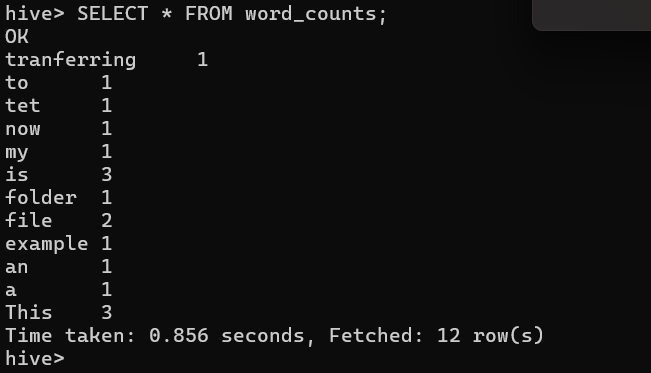 hive> SELECT * FROM word_counts;
OK
tranferring 1
to 1
tet 1
now 1
my 1
is 3
folder 1
file 2
example 1
an 1
a 1
This 3
Time taken: 0.856 seconds, Fetched: 12 row(s)
hive>